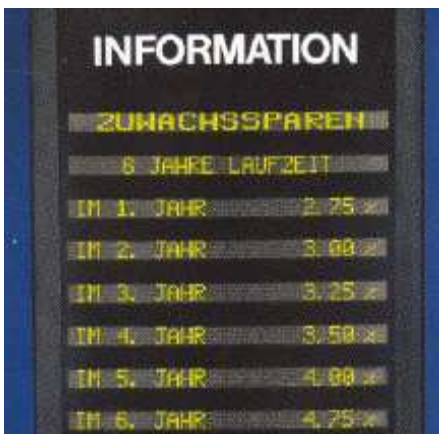 INFORMATION
ZUWACHSSPAREN
6 JAHRE LAUFZEIT
IM 1. JAHR 2.75 %
IM 2. JAHR 3.00 %
IM 3. JAHR 3.25 %
IM 4. JAHR 3.50 %
IM 5. JAHR 4.00 %
IM 6. JAHR 4.75 %